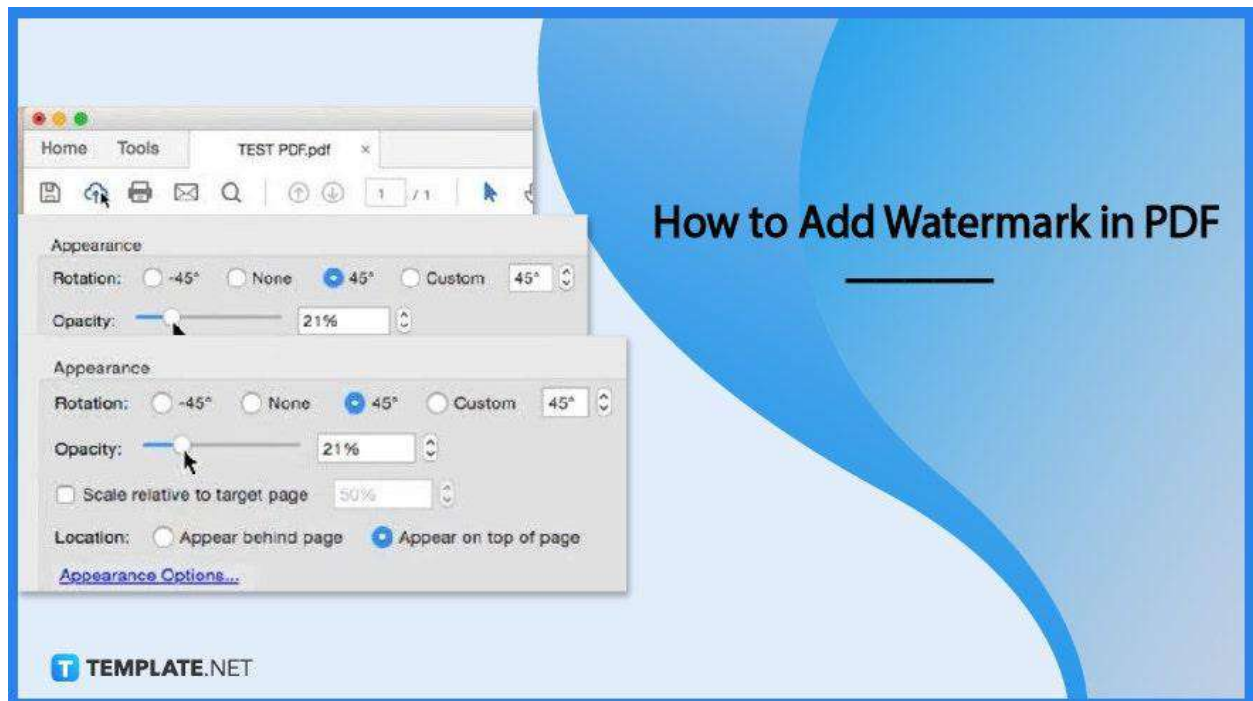 Home Tools TEST PDF.pdf ×
1 / 1
Appearance
Rotation: -45° None 45° Custom 45°
Opacity: 21%
Appearance
Rotation: -45° None 45° Custom 45°
Opacity: 21%
Scale relative to target page 50%
Location: Appear behind page Appear on top of page
Appearance Options...
How to Add Watermark in PDF
T TEMPLATE.NET